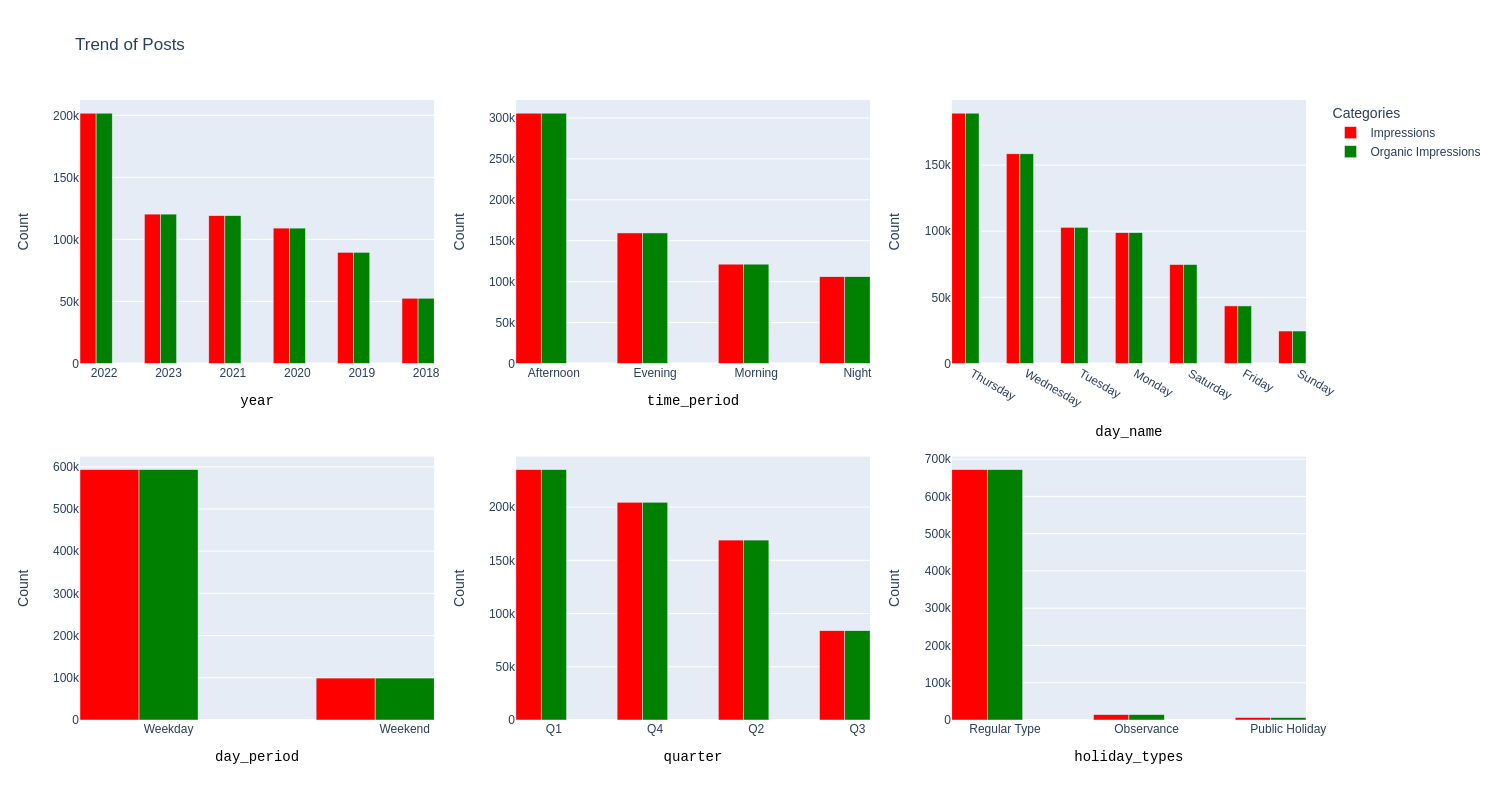 Trend of Posts
Categories
Impressions
Organic Impressions
200k
150k
100k
50k
0
Count
2022 2023 2021 2020 2019 2018
year
300k
250k
200k
150k
100k
50k
0
Count
Afternoon Evening Morning Night
time_period
150k
100k
50k
0
Count
Thursday Wednesday Tuesday Monday Saturday Friday Sunday
day_name
600k
500k
400k
300k
200k
100k
0
Count
Weekday Weekend
day_period
200k
150k
100k
50k
0
Count
Q1 Q4 Q2 Q3
quarter
700k
600k
500k
400k
300k
200k
100k
0
Count
Regular Type Observance Public Holiday
holiday_types